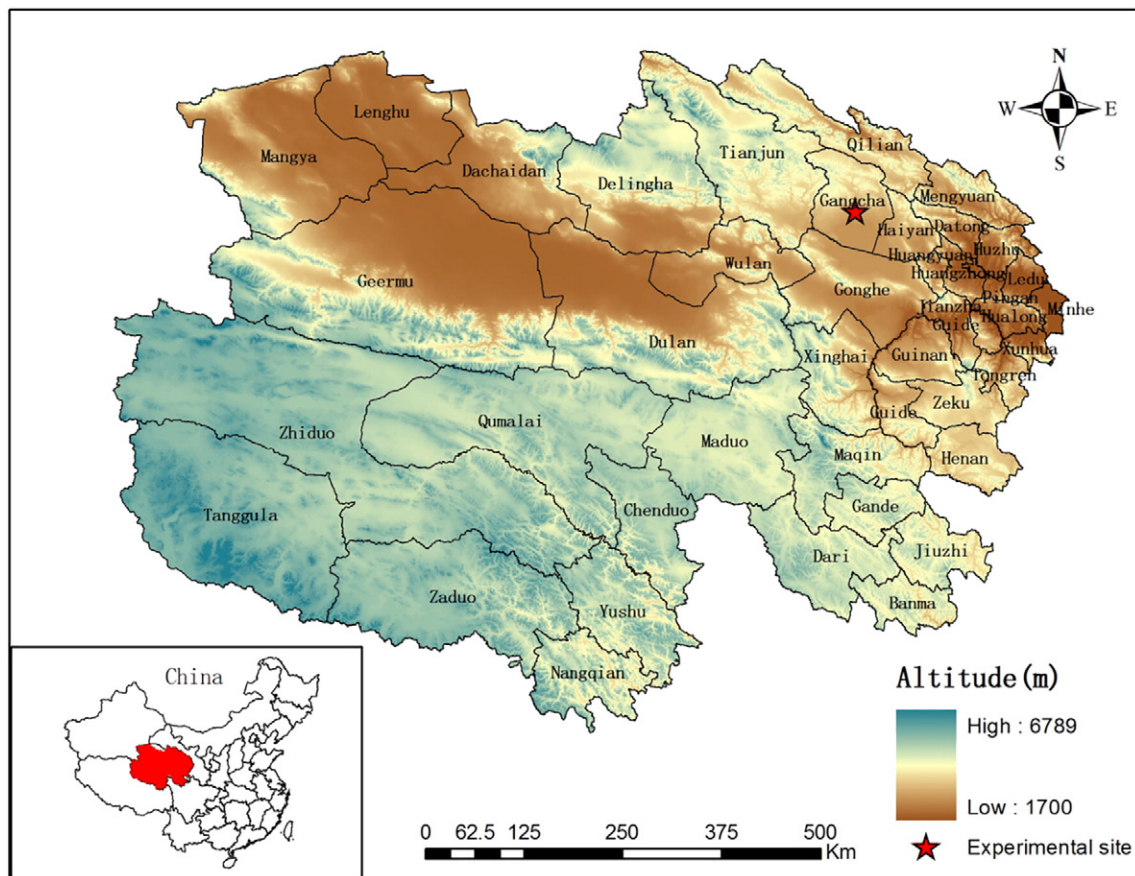 N
W E
S
Lenghu
Mangya
Dachaidan
Delingha
Tianjun
Qilian
Gangcha
Mengyuan
Haiyan
Datong
Huzhu
Huangyuan
Huangzhong
Ledu
Wulan
Geermu
Gonghe
Jianzha
Pingan
Minhe
Hualong
Guide
Dulan
Xinghai
Guinan
Xunhua
Tongren
Zeku
Guide
Qumalai
Zhiduo
Maduo
Maqin
Henan
Gande
Chenduo
Tanggula
Dari
Jiuzhi
Zaduo
Yushu
Banma
Nangqian
China
Altitude(m)
High : 6789
Low : 1700
0 62.5 125 250 375 500
Km
Experimental site